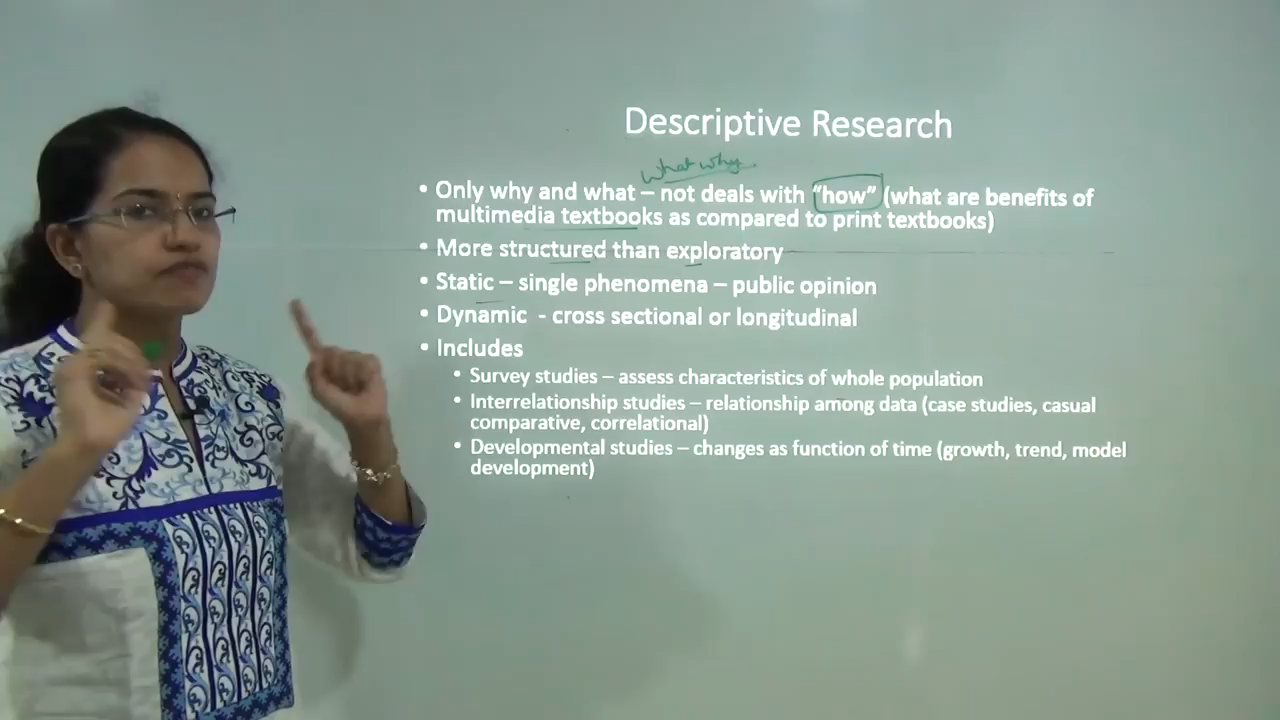 Descriptive Research
what why
• Only why and what – not deals with “how” (what are benefits of
multimedia textbooks as compared to print textbooks)
• More structured than exploratory
• Static – single phenomena – public opinion
• Dynamic - cross sectional or longitudinal
• Includes
• Survey studies – assess characteristics of whole population
• Interrelationship studies – relationship among data (case studies, casual
comparative, correlational)
• Developmental studies – changes as function of time (growth, trend, model
development)